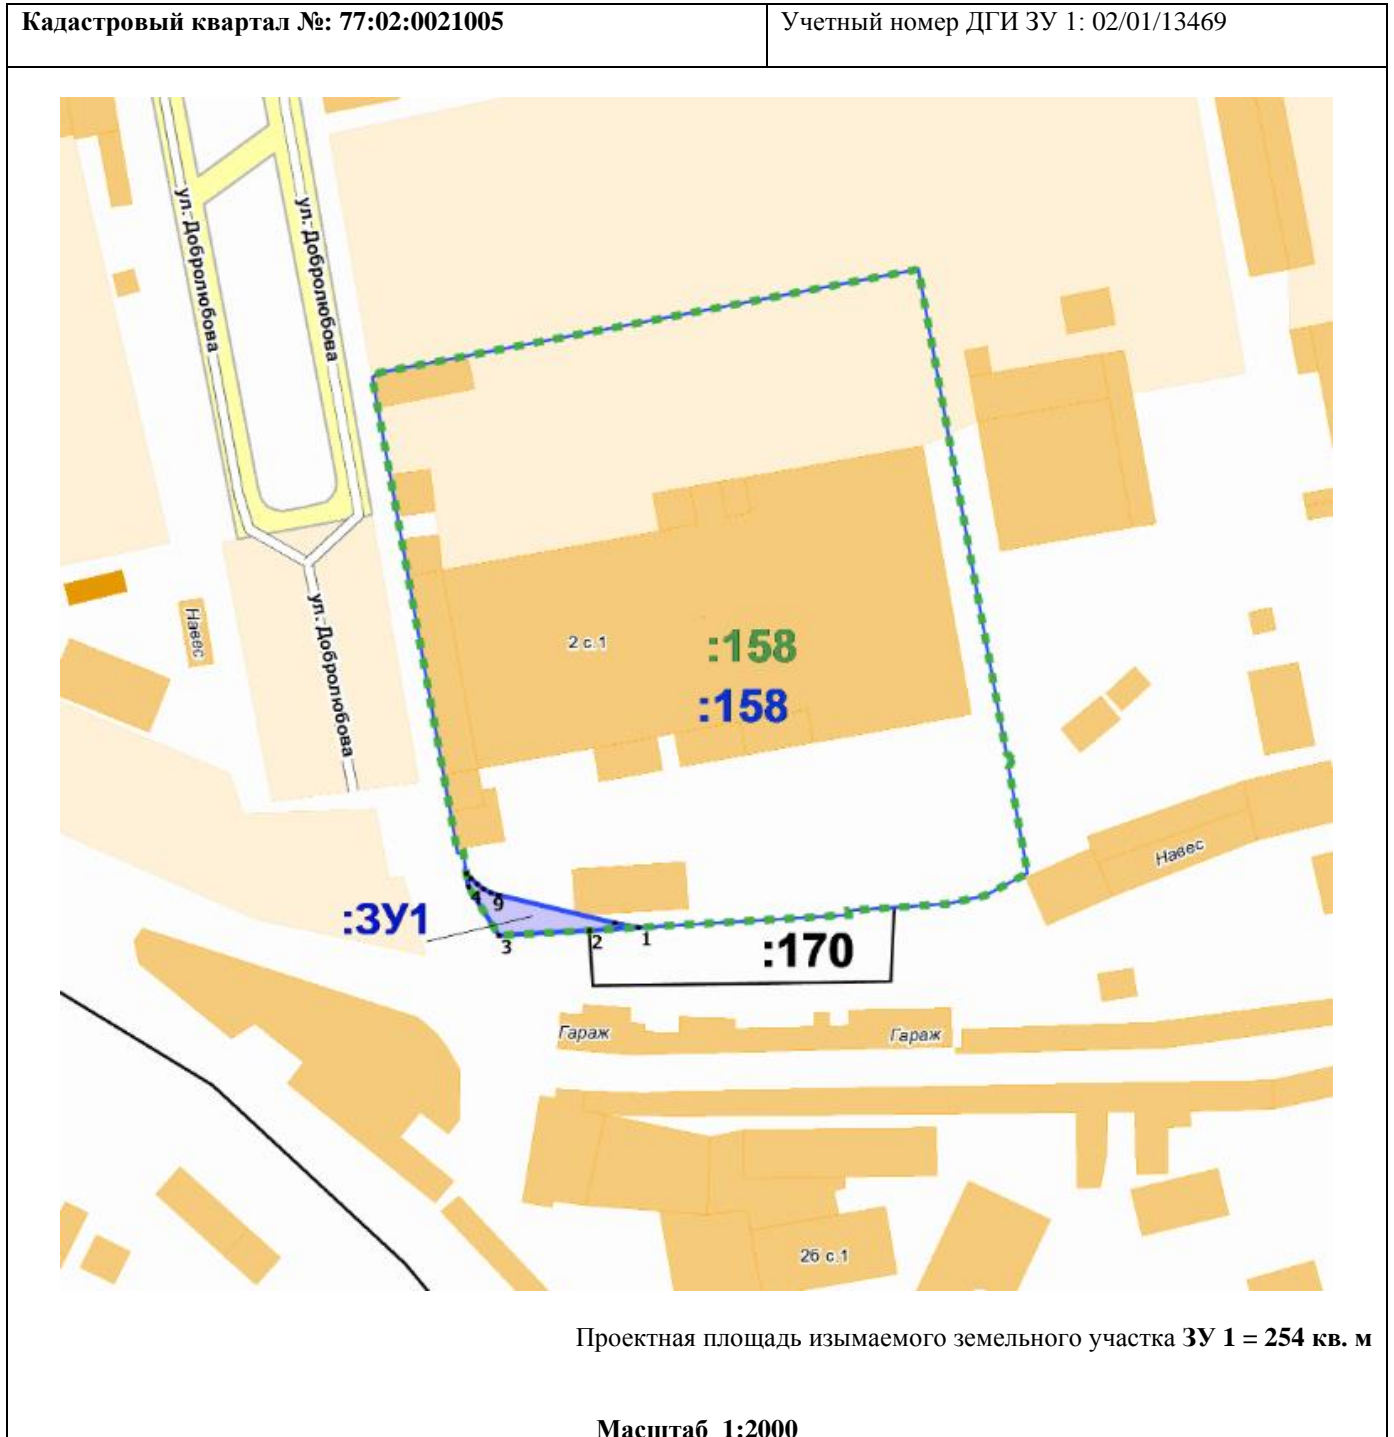 Кадастровый квартал №: 77:02:0021005
Учетный номер ДГИ ЗУ 1: 02/01/13469
ул. Добролюбова
ул. Добролюбова
ул. Добролюбова
Навес
2 с.1
:158
:158
Навес
4
9
:ЗУ1
3
2
1
:170
Гараж
Гараж
26 с.1
Проектная площадь изымаемого земельного участка ЗУ 1 = 254 кв. м
Масштаб 1:2000